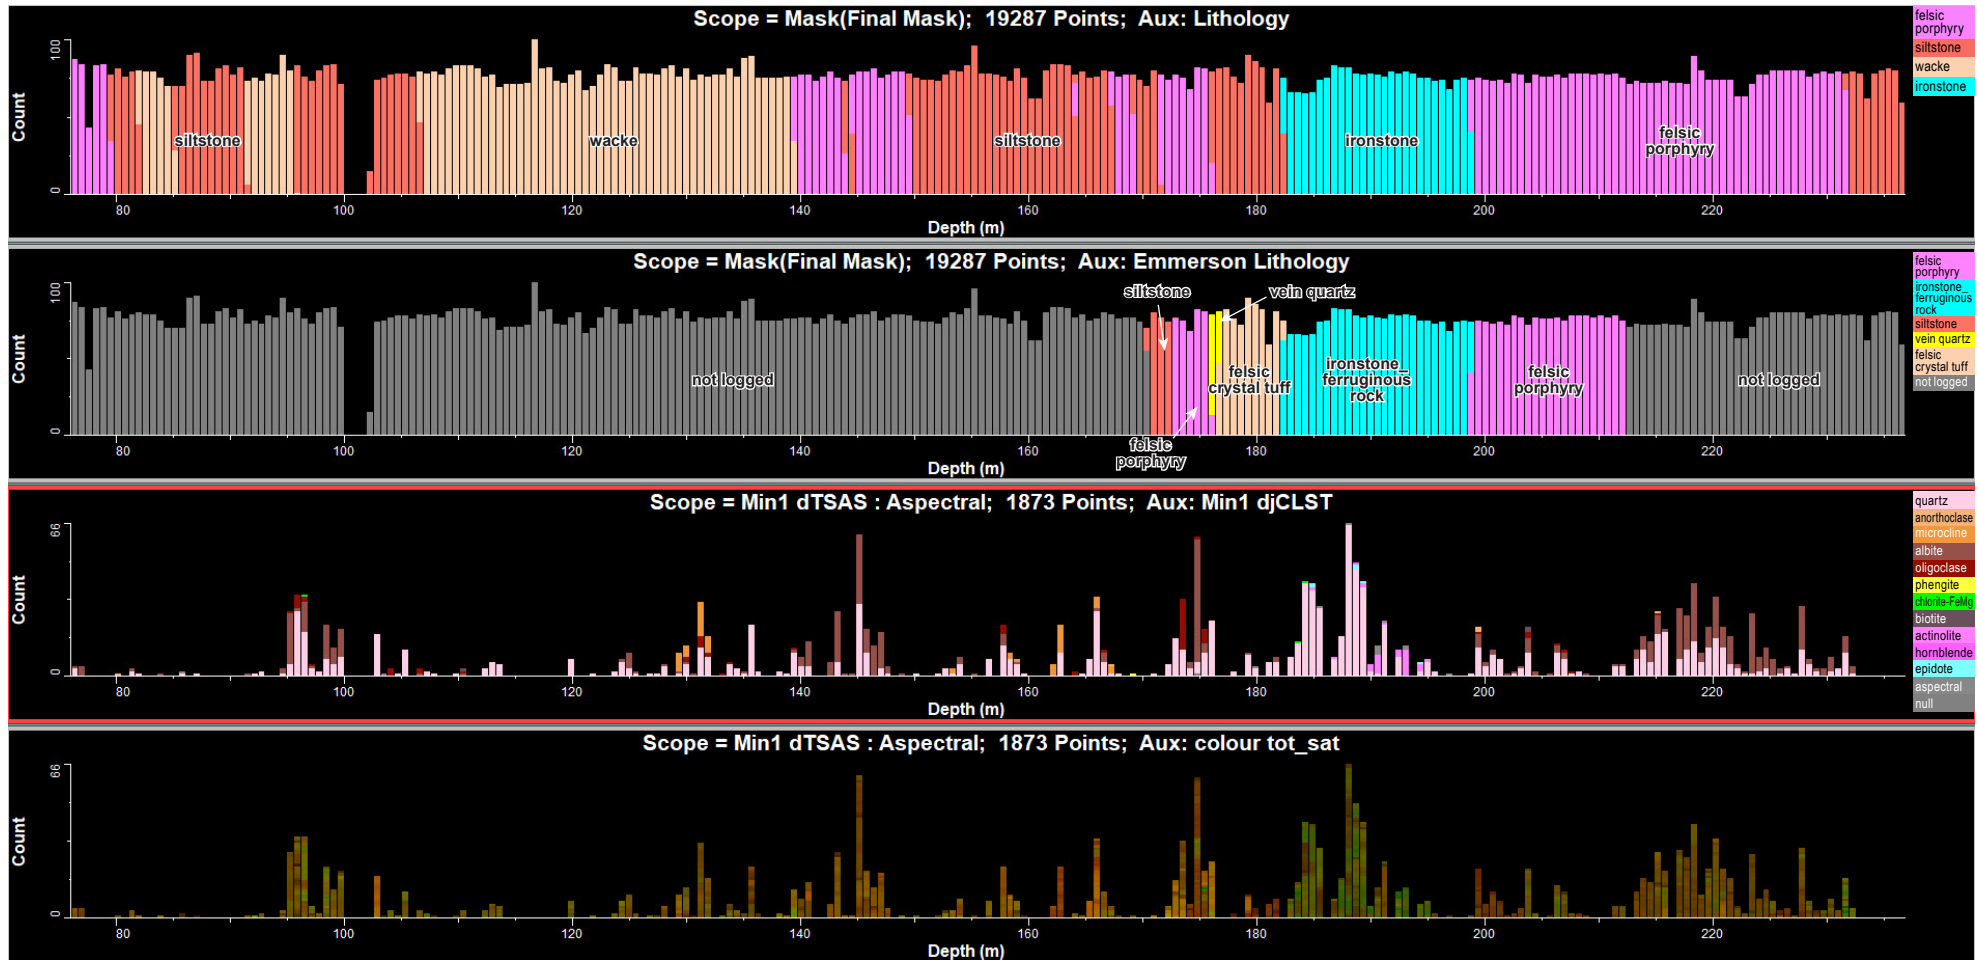 Scope = Mask(Final Mask);  19287 Points;  Aux: Lithology
100
0
Count
siltstone
wacke
siltstone
ironstone
felsic
porphyry
80
100
120
140
160
180
200
220
Depth (m)
felsic
porphyry
siltstone
wacke
ironstone
Scope = Mask(Final Mask);  19287 Points;  Aux: Emmerson Lithology
100
0
Count
siltstone
vein quartz
not logged
felsic
crystal tuff
ironstone_
ferruginous
rock
felsic
porphyry
not logged
felsic
porphyry
80
100
120
140
160
180
200
220
Depth (m)
felsic
porphyry
ironstone_
ferruginous
rock
siltstone
vein quartz
felsic
crystal tuff
not logged
Scope = Min1 dTSAS : Aspectral;  1873 Points;  Aux: Min1 djCLST
66
0
Count
80
100
120
140
160
180
200
220
Depth (m)
quartz
anorthoclase
microcline
albite
oligoclase
phengite
chlorite-FeMg
biotite
actinolite
hornblende
epidote
aspectral
null
Scope = Min1 dTSAS : Aspectral;  1873 Points;  Aux: colour tot_sat
66
0
Count
80
100
120
140
160
180
200
220
Depth (m)